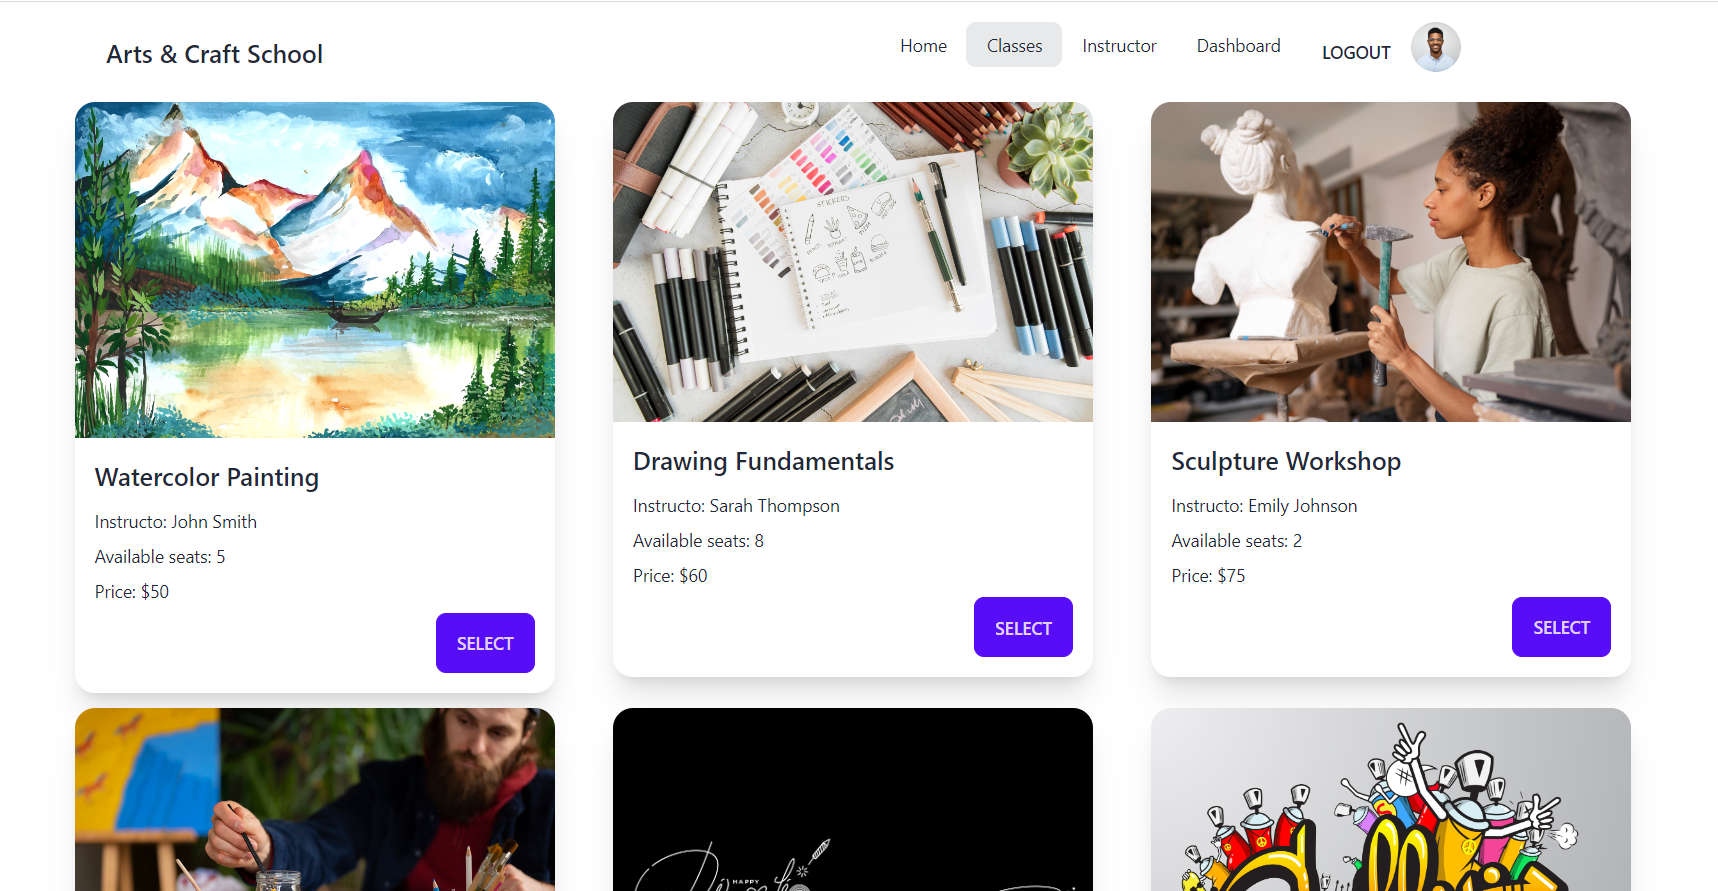 Arts & Craft School
Home Classes Instructor Dashboard LOGOUT
STICKERS
Watercolor Painting
Instructo: John Smith
Available seats: 5
Price: $50
SELECT
Drawing Fundamentals
Instructo: Sarah Thompson
Available seats: 8
Price: $60
SELECT
Sculpture Workshop
Instructo: Emily Johnson
Available seats: 2
Price: $75
SELECT
HAPPY